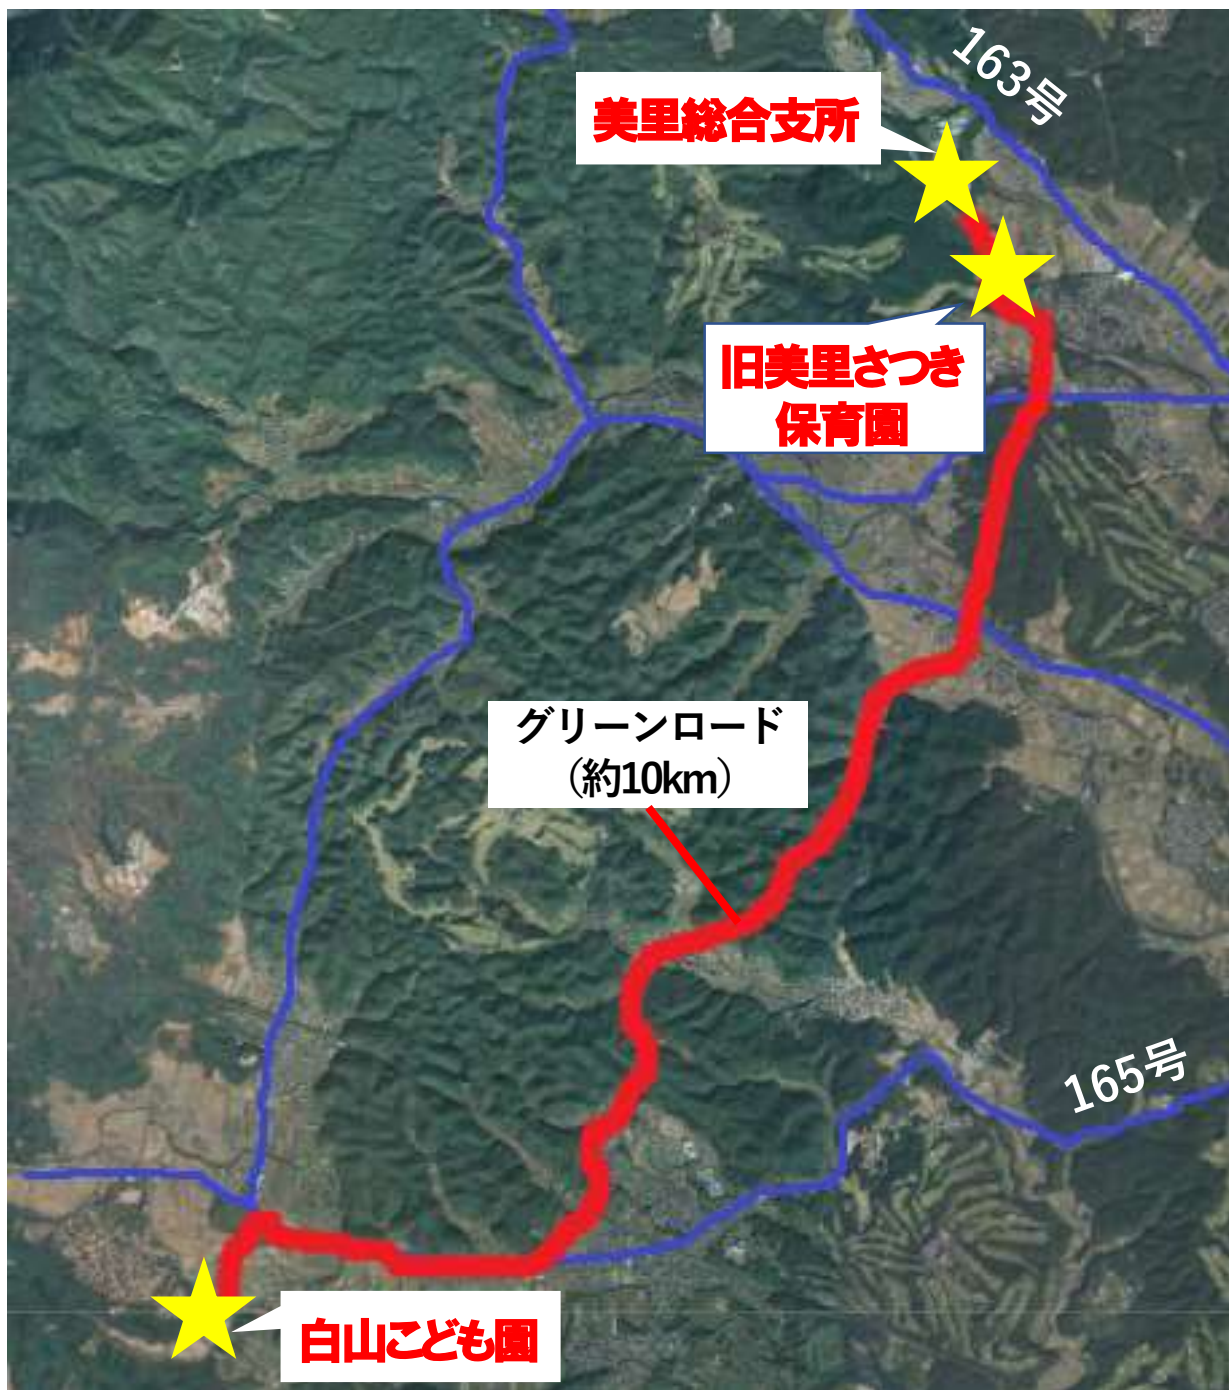 163号
美里総合支所
旧美里さつき
保育園
グリーンロード
（約10km）
165号
白山こども園